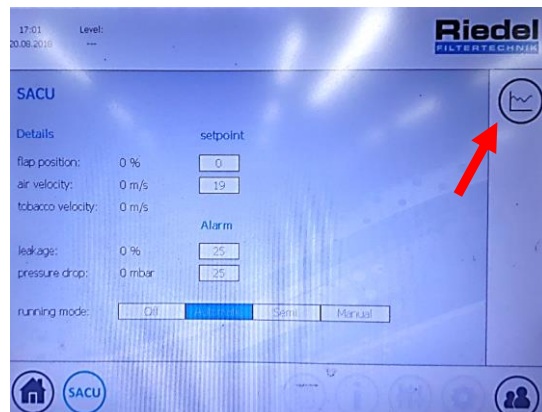 17:01 Level:
20.08.2018 ---
Riedel
FILTERTECHNIK
SACU
Details setpoint
flap position: 0 % 0
air velocity: 0 m/s 19
tobacco velocity: 0 m/s
Alarm
leakage: 0 % 25
pressure drop: 0 mbar 25
running mode: Off Automatic Semi Manual
SACU